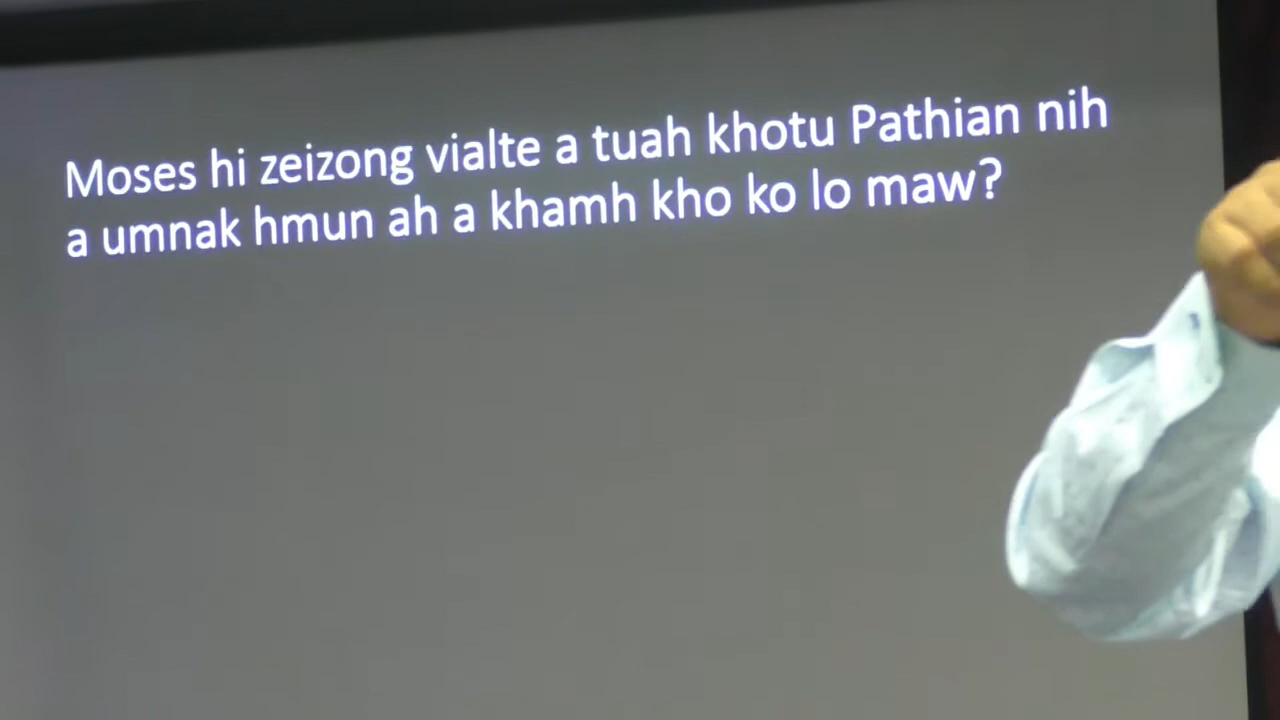 Moses hi zeizong vialte a tuah khotu Pathian nih
a umnak hmun ah a khamh kho ko lo maw?